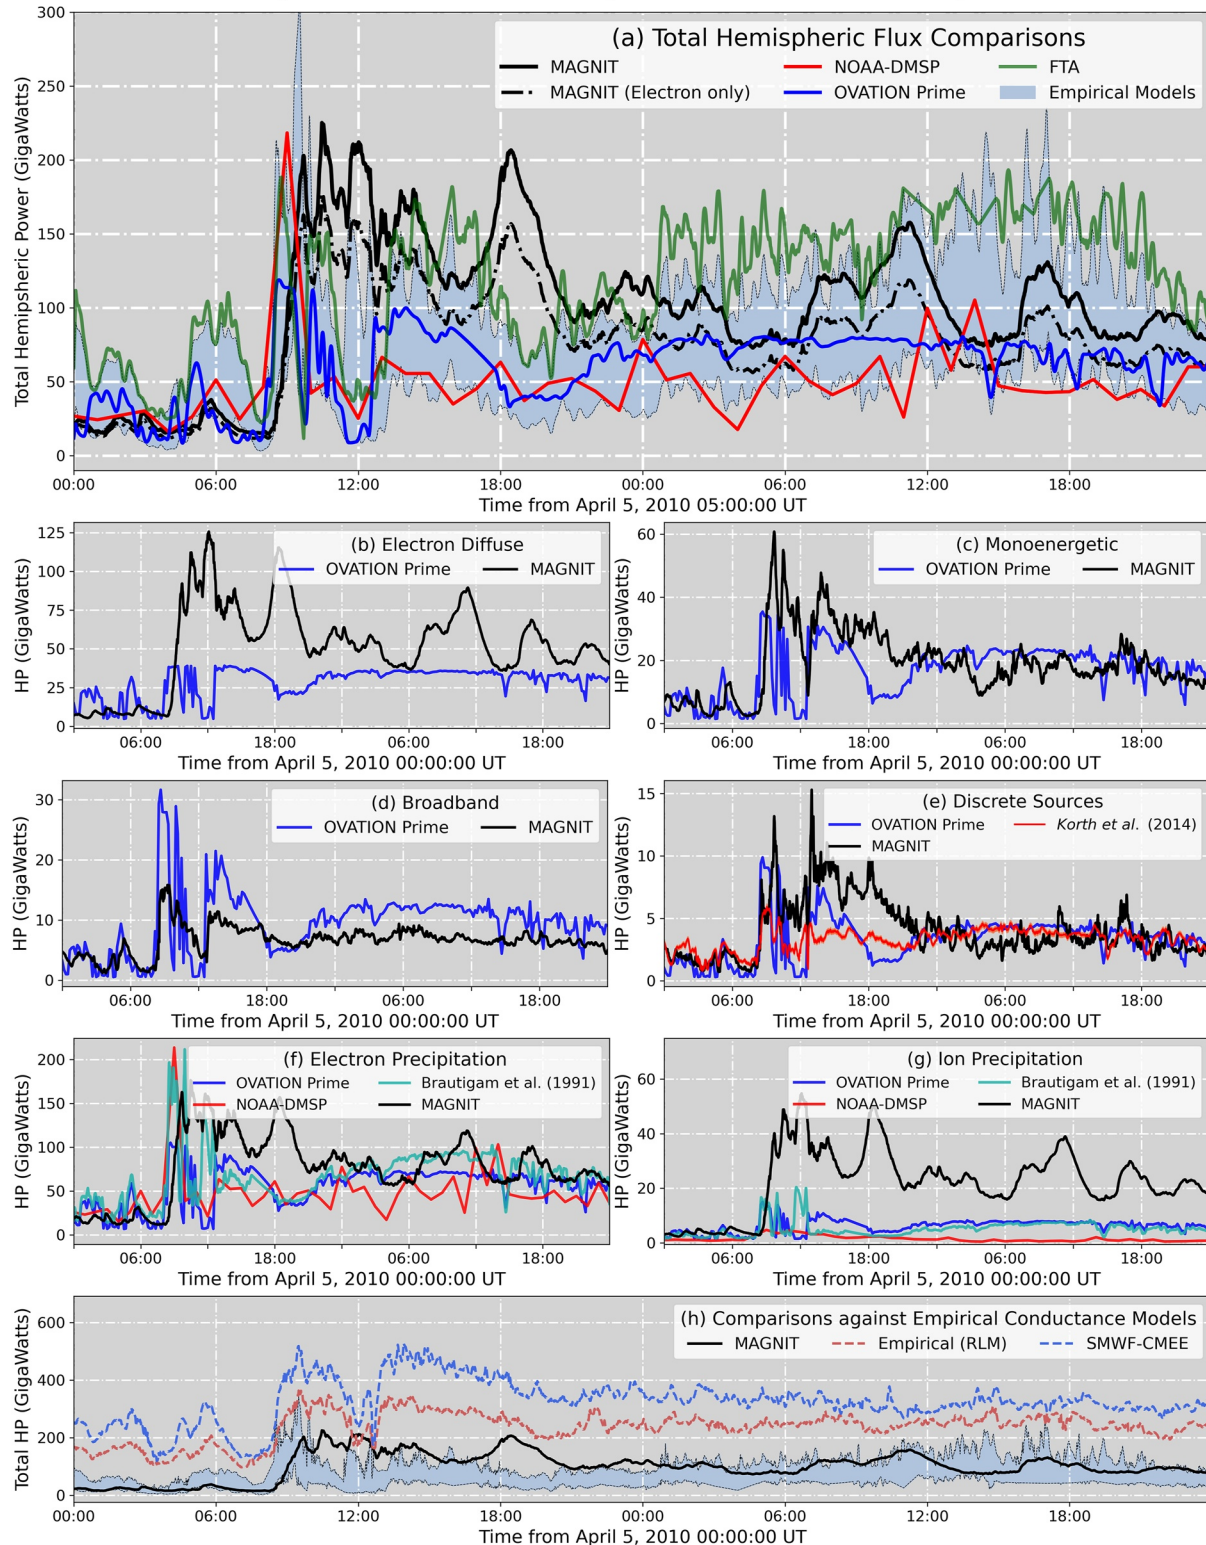 (a) Total Hemispheric Flux Comparisons
MAGNIT NOAA-DMSP FTA
MAGNIT (Electron only) OVATION Prime Empirical Models
Total Hemipsheric Power (GigaWatts)
300
250
200
150
100
50
0
00:00 06:00 12:00 18:00 00:00 06:00 12:00 18:00
Time from April 5, 2010 05:00:00 UT
(b) Electron Diffuse
OVATION Prime MAGNIT
HP (GigaWatts)
125
100
75
50
25
0
06:00 18:00 06:00 18:00
Time from April 5, 2010 00:00:00 UT
(c) Monoenergetic
OVATION Prime MAGNIT
HP (GigaWatts)
60
40
20
0
06:00 18:00 06:00 18:00
Time from April 5, 2010 00:00:00 UT
(d) Broadband
OVATION Prime MAGNIT
HP (GigaWatts)
30
20
10
0
06:00 18:00 06:00 18:00
Time from April 5, 2010 00:00:00 UT
(e) Discrete Sources
OVATION Prime Korth et al. (2014)
MAGNIT
HP (GigaWatts)
15
10
5
0
06:00 18:00 06:00 18:00
Time from April 5, 2010 00:00:00 UT
(f) Electron Precipitation
OVATION Prime Brautigam et al. (1991)
NOAA-DMSP MAGNIT
HP (GigaWatts)
200
150
100
50
0
06:00 18:00 06:00 18:00
Time from April 5, 2010 00:00:00 UT
(g) Ion Precipitation
OVATION Prime Brautigam et al. (1991)
NOAA-DMSP MAGNIT
HP (GigaWatts)
60
40
20
0
06:00 18:00 06:00 18:00
Time from April 5, 2010 00:00:00 UT
(h) Comparisons against Empirical Conductance Models
MAGNIT Empirical (RLM) SMWF-CMEE
Total HP (GigaWatts)
600
400
200
0
00:00 06:00 12:00 18:00 00:00 06:00 12:00 18:00
Time from April 5, 2010 00:00:00 UT